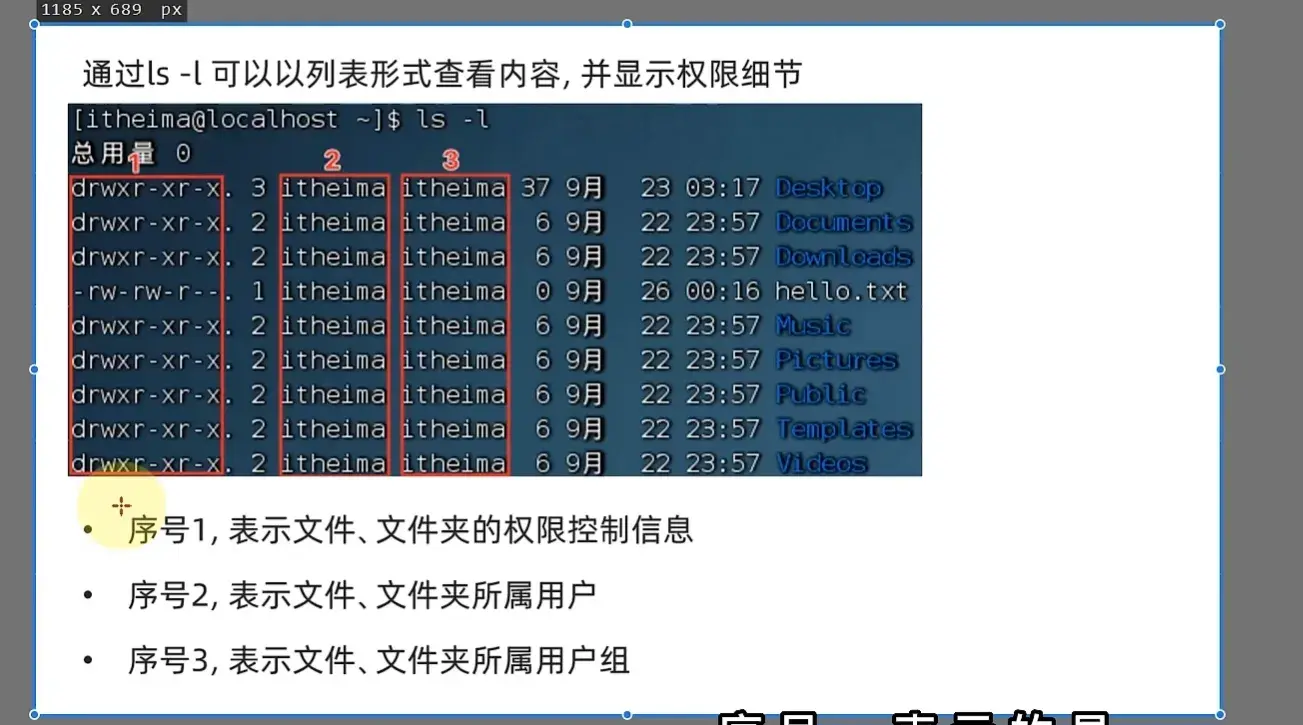 1185 x 689 px
通过ls -l 可以以列表形式查看内容, 并显示权限细节
[itheima@localhost ~]$ ls -l
总用量 0
1 2 3
drwxr-xr-x. 3 itheima itheima 37 9月 23 03:17 Desktop
drwxr-xr-x. 2 itheima itheima 6 9月 22 23:57 Documents
drwxr-xr-x. 2 itheima itheima 6 9月 22 23:57 Downloads
-rw-rw-r--. 1 itheima itheima 0 9月 26 00:16 hello.txt
drwxr-xr-x. 2 itheima itheima 6 9月 22 23:57 Music
drwxr-xr-x. 2 itheima itheima 6 9月 22 23:57 Pictures
drwxr-xr-x. 2 itheima itheima 6 9月 22 23:57 Public
drwxr-xr-x. 2 itheima itheima 6 9月 22 23:57 Templates
drwxr-xr-x. 2 itheima itheima 6 9月 22 23:57 Videos
• 序号1, 表示文件、文件夹的权限控制信息
• 序号2, 表示文件、文件夹所属用户
• 序号3, 表示文件、文件夹所属用户组